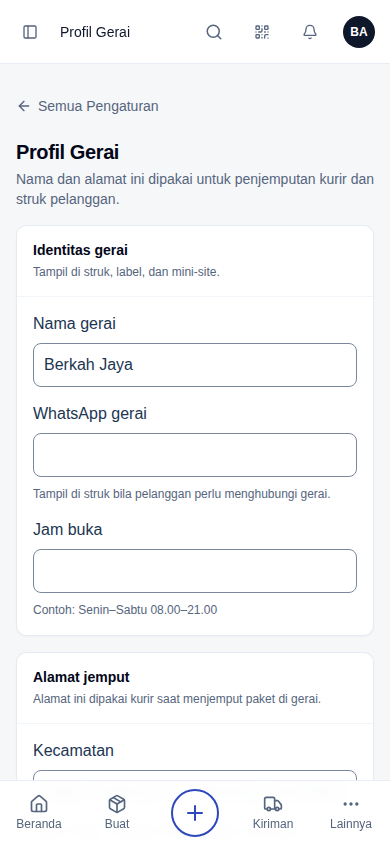 Profil Gerai
BA
Semua Pengaturan
Profil Gerai
Nama dan alamat ini dipakai untuk penjemputan kurir dan
struk pelanggan.
Identitas gerai
Tampil di struk, label, dan mini-site.
Nama gerai
Berkah Jaya
WhatsApp gerai
Tampil di struk bila pelanggan perlu menghubungi gerai.
Jam buka
Contoh: Senin–Sabtu 08.00–21.00
Alamat jemput
Alamat ini dipakai kurir saat menjemput paket di gerai.
Kecamatan
Beranda
Buat
Kiriman
Lainnya